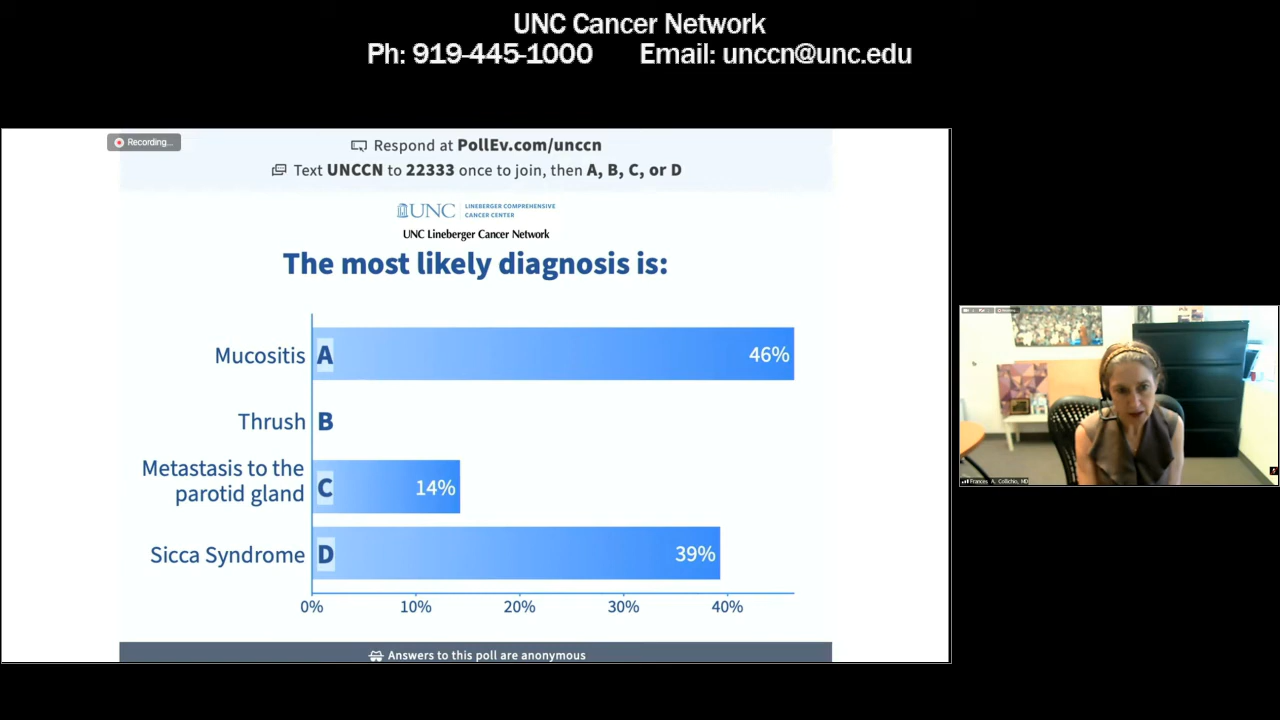 UNC Cancer Network
Ph: 919-445-1000 Email: unccn@unc.edu
Recording...
Respond at PollEv.com/unccn
Text UNCCN to 22333 once to join, then A, B, C, or D
UNC LINEBERGER COMPREHENSIVE
CANCER CENTER
UNC Lineberger Cancer Network
The most likely diagnosis is:
Mucositis A 46%
Thrush B
Metastasis to the
parotid gland C 14%
Sicca Syndrome D 39%
0% 10% 20% 30% 40%
Answers to this poll are anonymous
Frances A. Collichio, MD